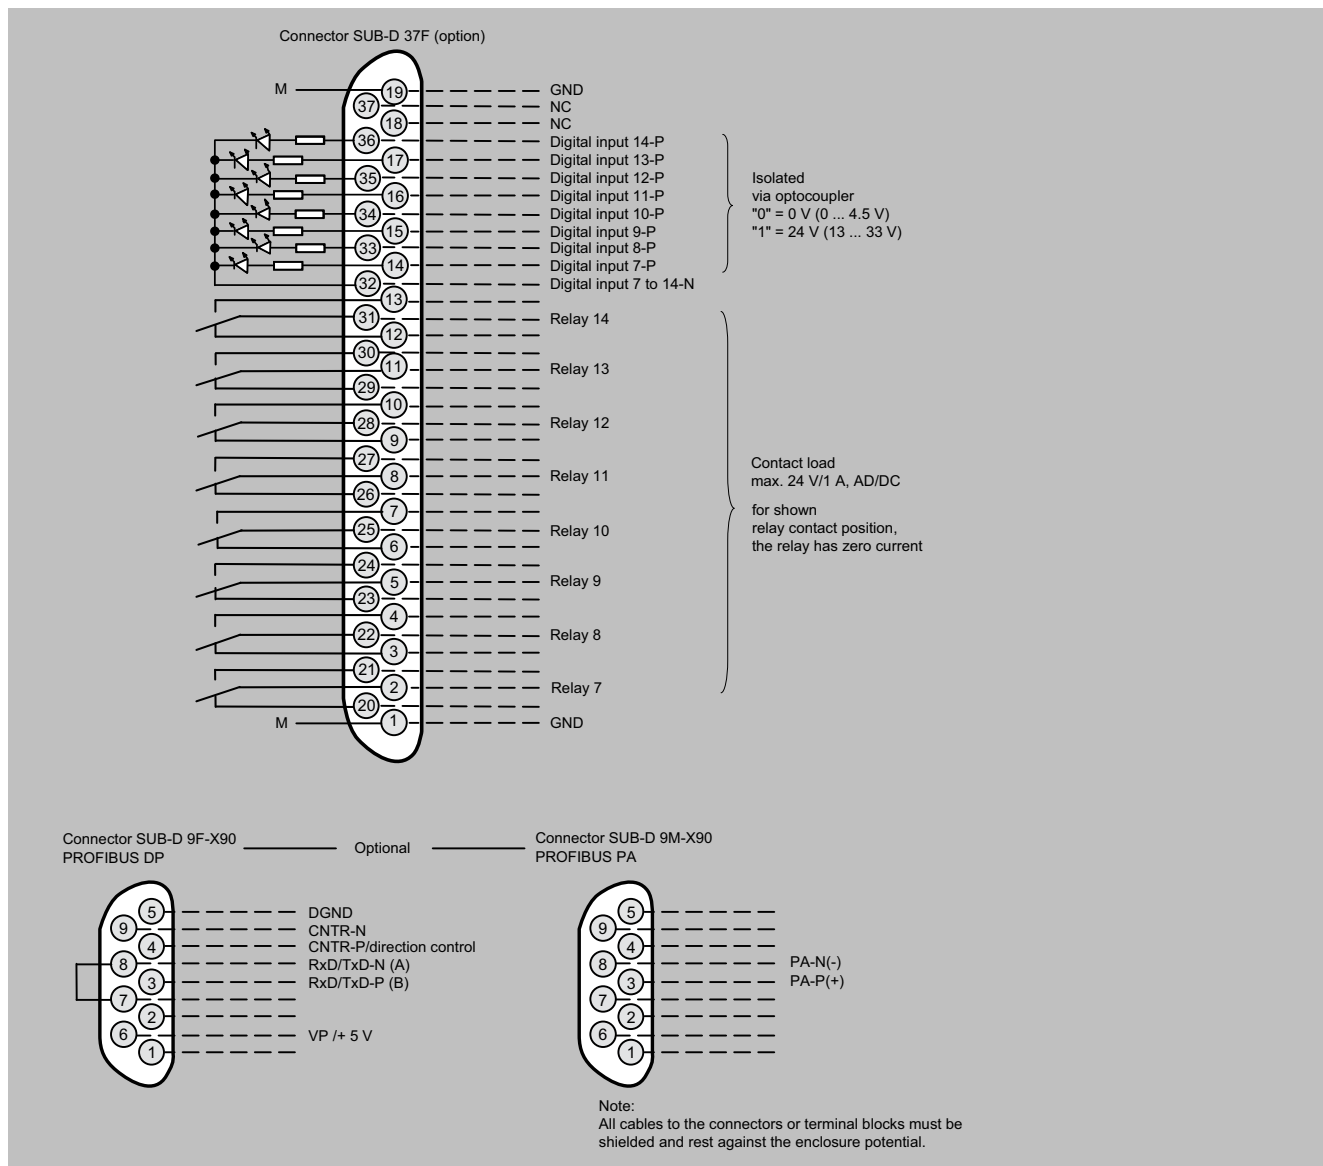 Connector SUB-D 37F (option)
M 19 GND
37 NC
18 NC
36 Digital input 14-P
17 Digital input 13-P
35 Digital input 12-P
16 Digital input 11-P
34 Digital input 10-P
15 Digital input 9-P
33 Digital input 8-P
14 Digital input 7-P
32 Digital input 7 to 14-N
Isolated
via optocoupler
"0" = 0 V (0 ... 4.5 V)
"1" = 24 V (13 ... 33 V)
13
31 Relay 14
12
30
11 Relay 13
29
10
28 Relay 12
9
27
8 Relay 11
26
7
25 Relay 10
6
24
5 Relay 9
23
4
22 Relay 8
3
21
2 Relay 7
20
M 1 GND
Contact load
max. 24 V/1 A, AD/DC
for shown
relay contact position,
the relay has zero current
Connector SUB-D 9F-X90
PROFIBUS DP
Optional
Connector SUB-D 9M-X90
PROFIBUS PA
5 DGND
9 CNTR-N
4 CNTR-P/direction control
8 RxD/TxD-N (A)
3 RxD/TxD-P (B)
7
2
6 VP /+ 5 V
1
5
9
4
8 PA-N(-)
3 PA-P(+)
7
2
6
1
Note:
All cables to the connectors or terminal blocks must be
shielded and rest against the enclosure potential.